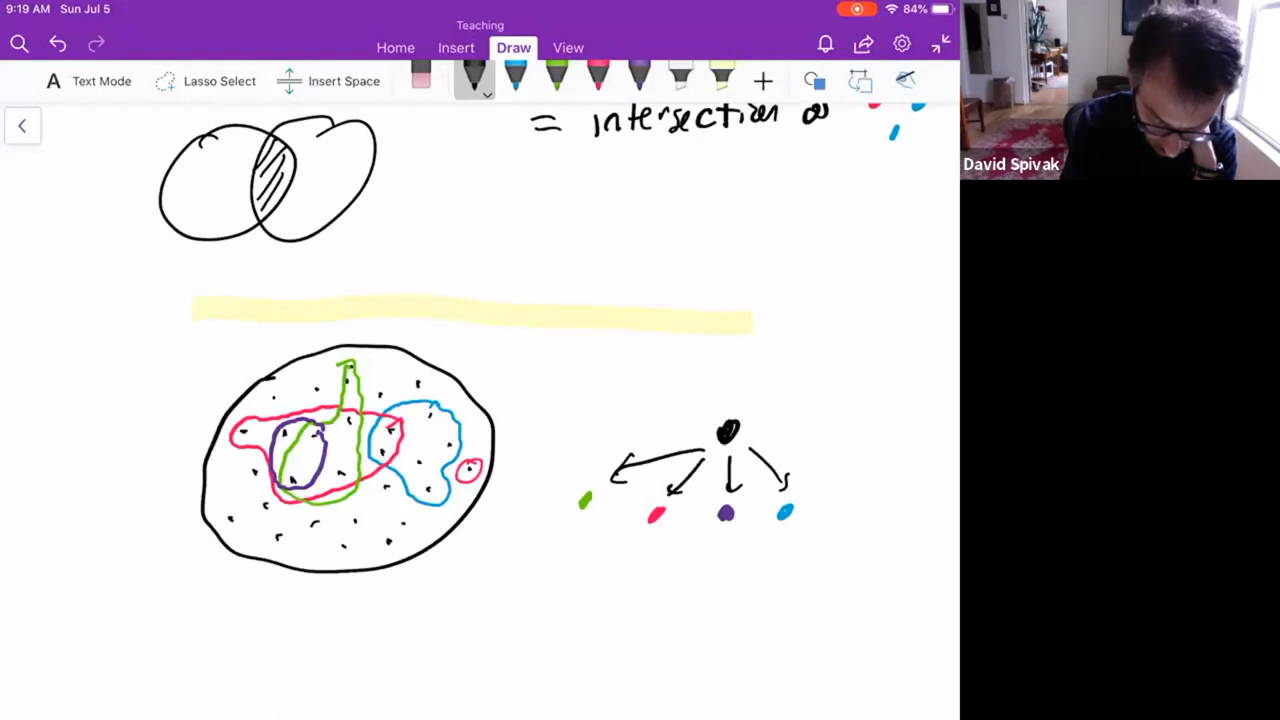 9:19 AM Sun Jul 5
84%
Teaching
Home Insert Draw View
A Text Mode Lasso Select Insert Space
= intersection of
David Spivak